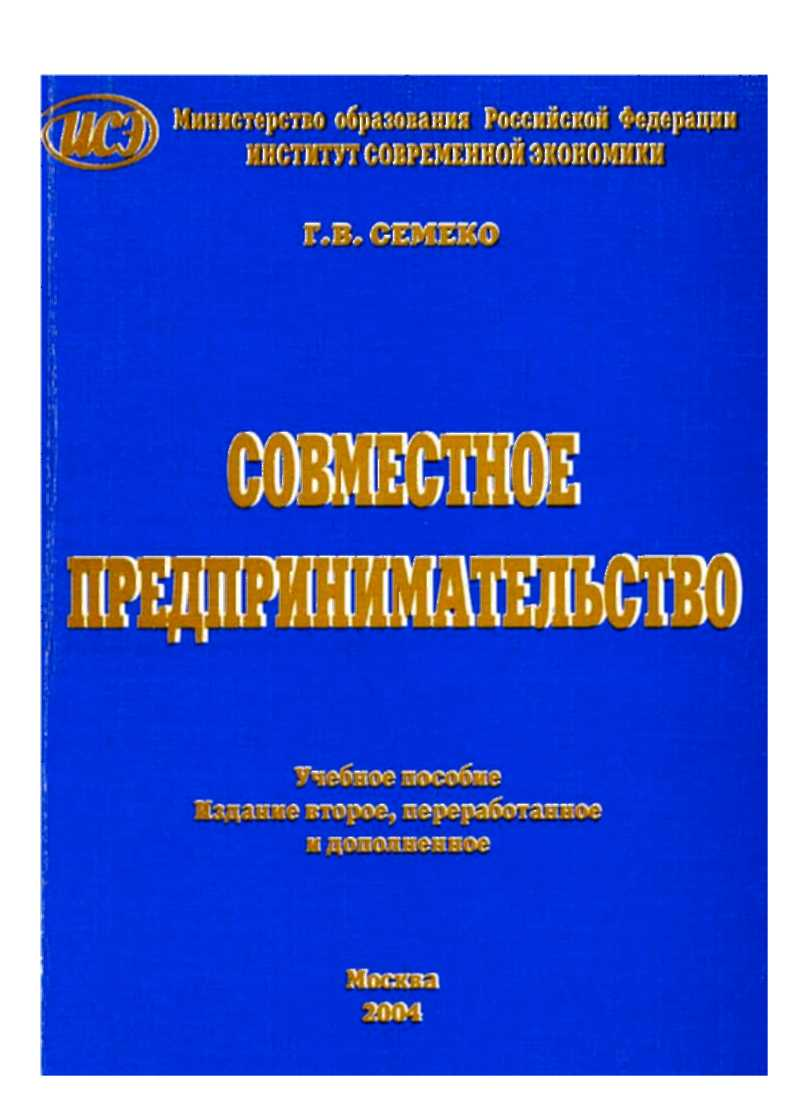 ИСЭ
Министерство образования Российской Федерации
ИНСТИТУТ СОВРЕМЕННОЙ ЭКОНОМИКИ
Г.В. СЕМЕКО
СОВМЕСТНОЕ
ПРЕДПРИНИМАТЕЛЬСТВО
Учебное пособие
Издание второе, переработанное
и дополненное
Москва
2004